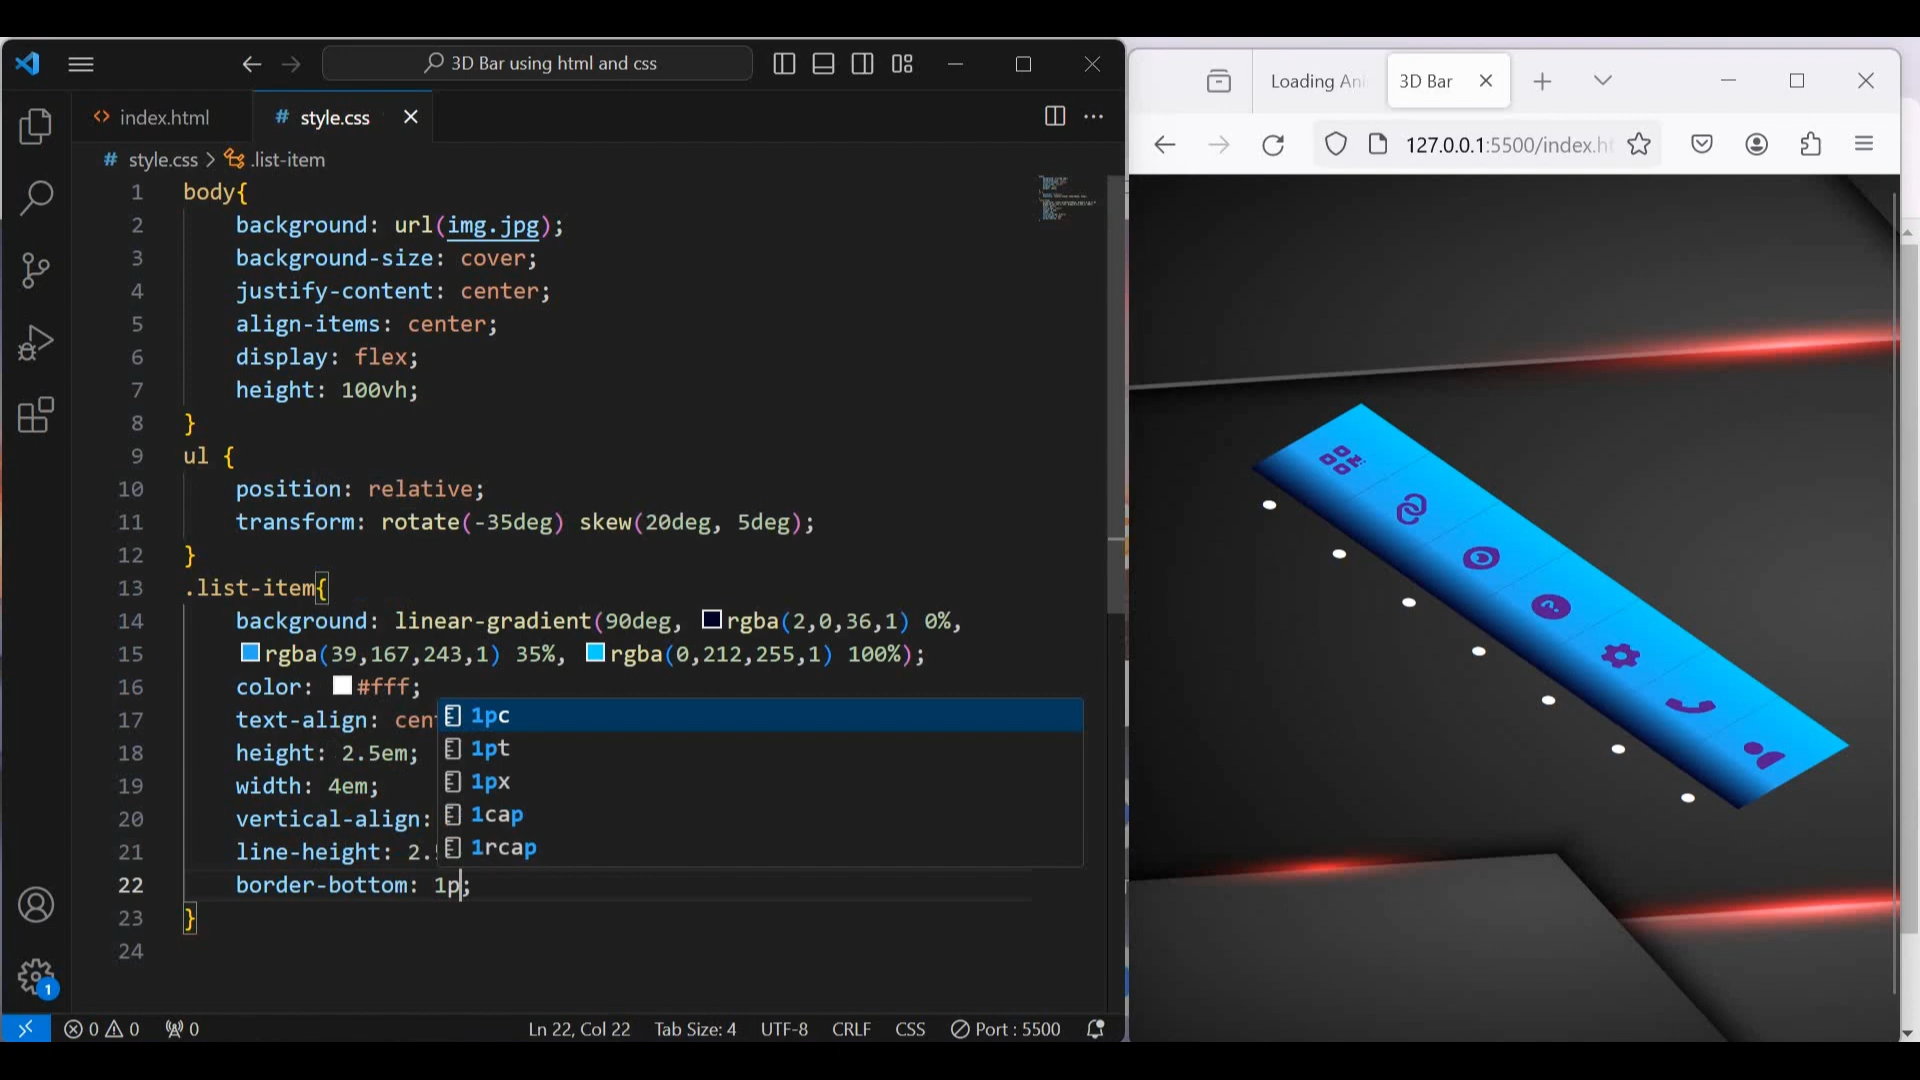 3D Bar using html and css
index.html
# style.css
# style.css > .list-item
1 body{
2 background: url(img.jpg);
3 background-size: cover;
4 justify-content: center;
5 align-items: center;
6 display: flex;
7 height: 100vh;
8 }
9 ul {
10 position: relative;
11 transform: rotate(-35deg) skew(20deg, 5deg);
12 }
13 .list-item{
14 background: linear-gradient(90deg, rgba(2,0,36,1) 0%,
15 rgba(39,167,243,1) 35%, rgba(0,212,255,1) 100%);
16 color: #fff;
17 text-align: cen
18 height: 2.5em;
19 width: 4em;
20 vertical-align:
21 line-height: 2.
22 border-bottom: 1p;
23 }
24
1pc
1pt
1px
1cap
1rcap
1
0 0 0
Ln 22, Col 22 Tab Size: 4 UTF-8 CRLF CSS Port : 5500
Loading Ani
3D Bar
127.0.0.1:5500/index.h